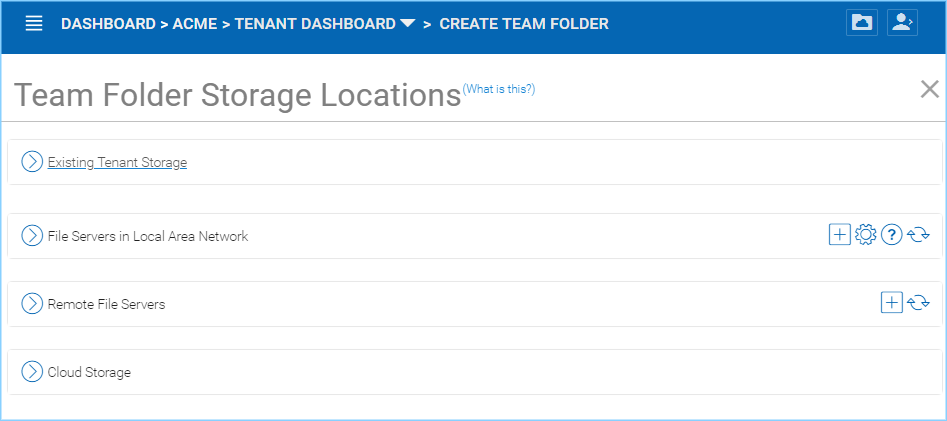 DASHBOARD > ACME > TENANT DASHBOARD > CREATE TEAM FOLDER
Team Folder Storage Locations (What is this?)
Existing Tenant Storage
File Servers in Local Area Network
Remote File Servers
Cloud Storage